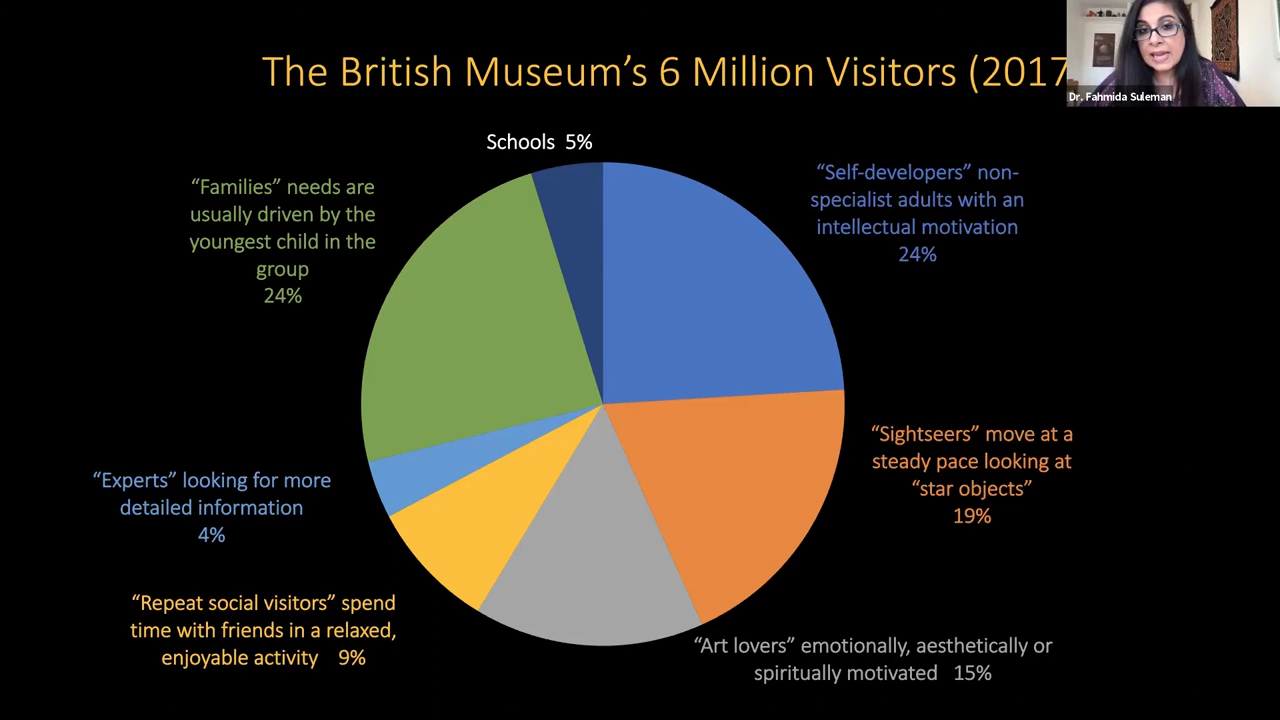 The British Museum’s 6 Million Visitors (2017
Dr. Fahmida Suleman
Schools 5%
“Self-developers” non-
specialist adults with an
intellectual motivation
24%
“Sightseers” move at a
steady pace looking at
“star objects”
19%
“Art lovers” emotionally, aesthetically or
spiritually motivated 15%
“Repeat social visitors” spend
time with friends in a relaxed,
enjoyable activity 9%
“Experts” looking for more
detailed information
4%
“Families” needs are
usually driven by the
youngest child in the
group
24%